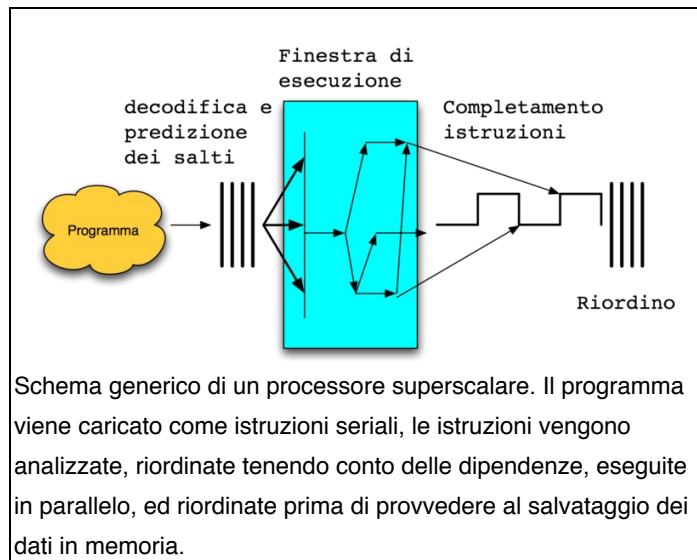 Finestra di
esecuzione
decodifica e
predizione
dei salti
Completamento
istruzioni
Programma
Riordino
Schema generico di un processore superscalare. Il programma
viene caricato come istruzioni seriali, le istruzioni vengono
analizzate, riordinate tenendo conto delle dipendenze, eseguite
in parallelo, ed riordinate prima di provvedere al salvataggio dei
dati in memoria.